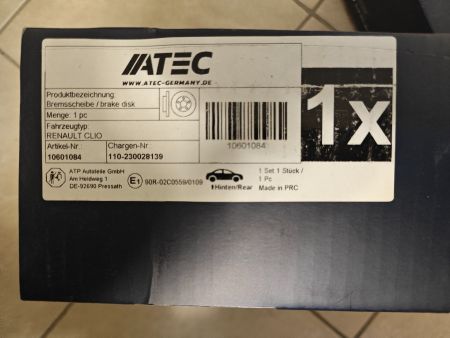 ATEC
WWW.ATEC-GERMANY.DE
Produktbezeichnung:
Bremsscheibe / brake disk
Menge: 1 pc
Fahrzeugtyp:
RENAULT CLIO
Artikel-Nr
10601084
Chargen-Nr
110-230028139
10601084
1x
ATP Autoteile GmbH
Am Heidweg 1
DE-92690 Pressath
E1
90R-02C0559/0109
Hinten/Rear
1 Set 1 Stück /
1 Pc
Made in PRC